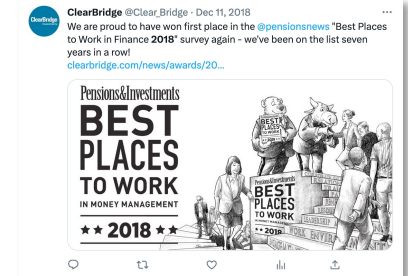 ClearBridge @Clear_Bridge · Dec 11, 2018
We are proud to have won first place in the @pensionsnews "Best Places
to Work in Finance 2018" survey again - we've been on the list seven
years in a row!
clearbridge.com/news/awards/20...
ClearBridge
Pensions&Investments
BEST
PLACES
TO WORK
IN MONEY MANAGEMENT
★★ 2018 ★★
BEST
PLACES
Pensions&Investments
BEST
PLACES
TO WORK
IN MONEY MANAGEMENT
2018